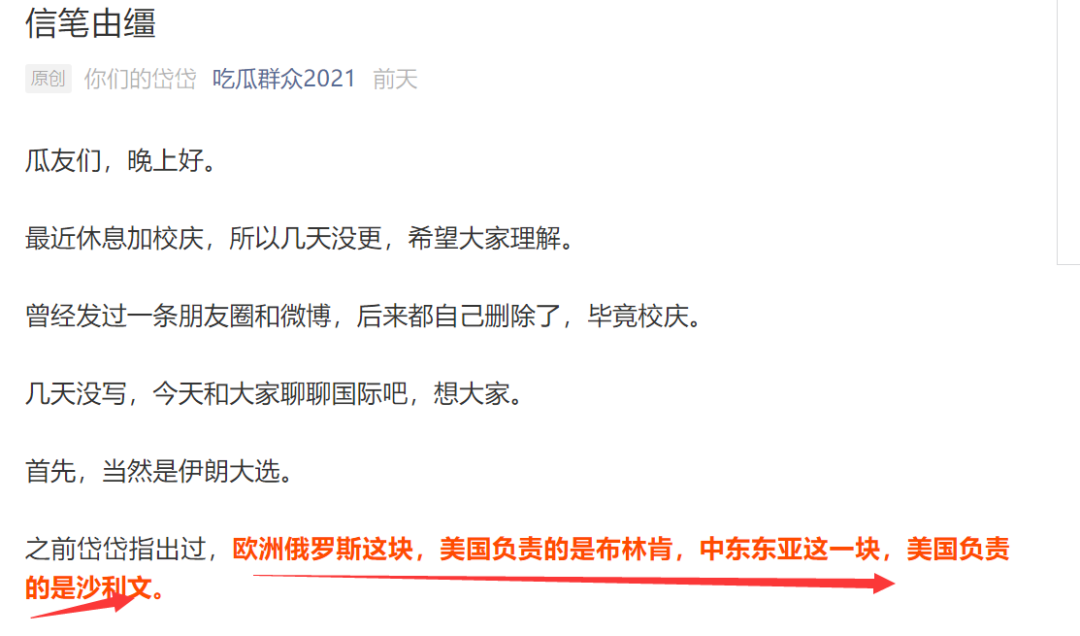 信笔由缰
原创 你们的岱岱 吃瓜群众2021 前天
瓜友们，晚上好。
最近休息加校庆，所以几天没更，希望大家理解。
曾经发过一条朋友圈和微博，后来都自己删除了，毕竟校庆。
几天没写，今天和大家聊聊国际吧，想大家。
首先，当然是伊朗大选。
之前岱岱指出过，欧洲俄罗斯这块，美国负责的是布林肯，中东东亚这一块，美国负责
的是沙利文。